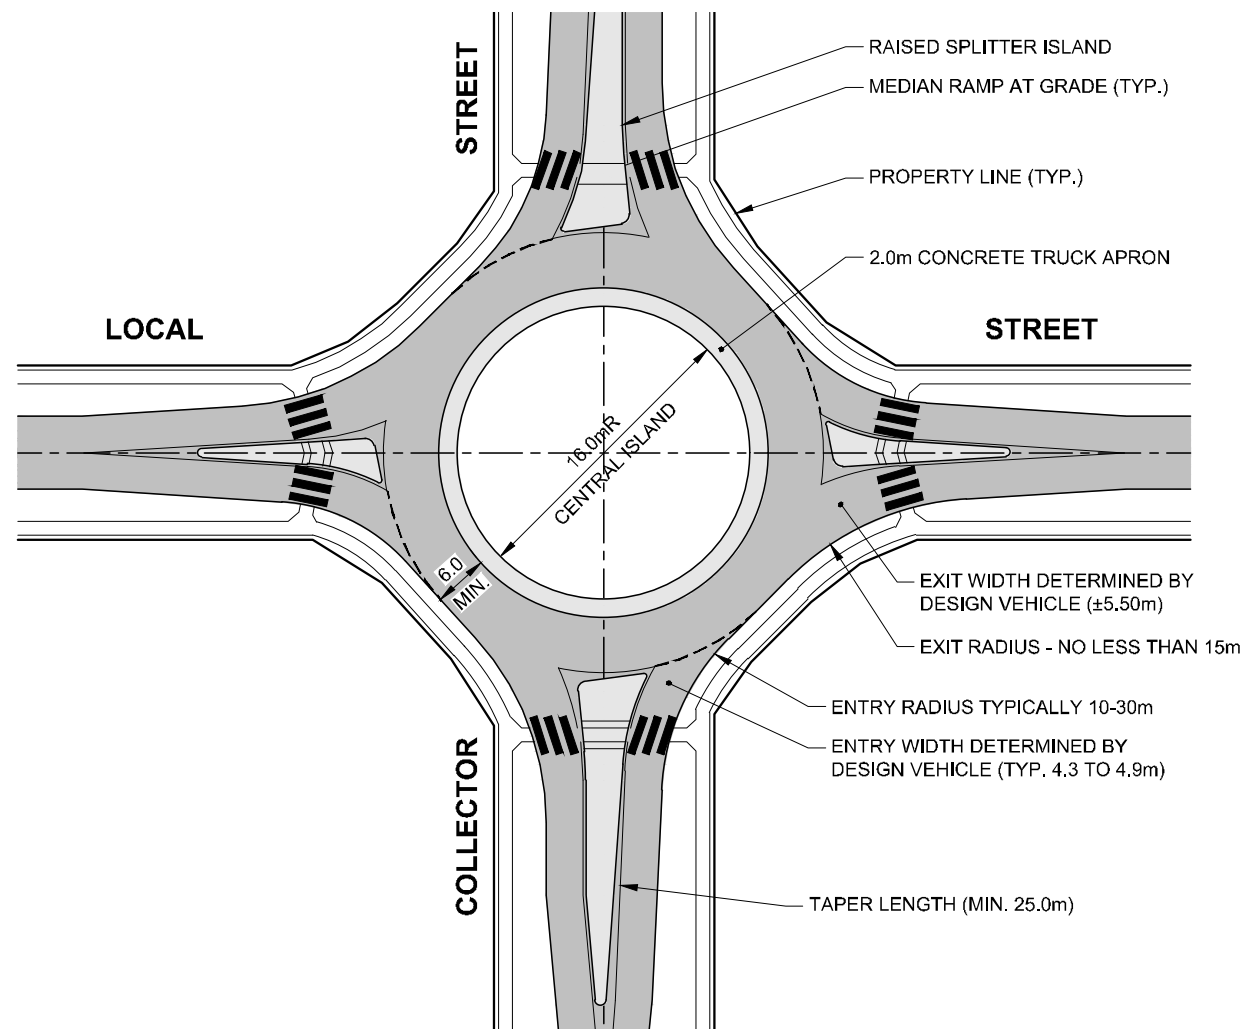 STREET
RAISED SPLITTER ISLAND
MEDIAN RAMP AT GRADE (TYP.)
PROPERTY LINE (TYP.)
2.0m CONCRETE TRUCK APRON
LOCAL
STREET
16.0mR
CENTRAL ISLAND
6.0
MIN.
EXIT WIDTH DETERMINED BY
DESIGN VEHICLE (±5.50m)
EXIT RADIUS - NO LESS THAN 15m
ENTRY RADIUS TYPICALLY 10-30m
ENTRY WIDTH DETERMINED BY
DESIGN VEHICLE (TYP. 4.3 TO 4.9m)
COLLECTOR
TAPER LENGTH (MIN. 25.0m)